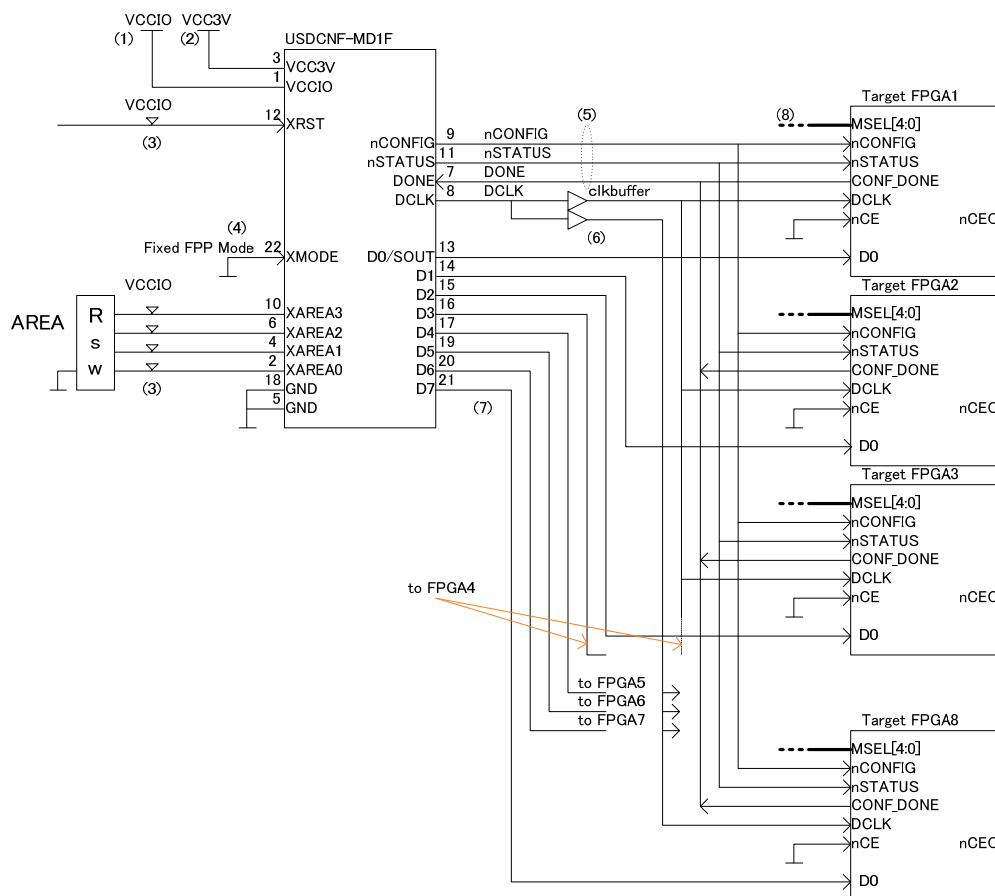 VCCIO VCC3V
(1) (2)
USDCNF-MD1F
3 VCC3V
1 VCCIO
VCCIO
12 XRST
(3)
nCONFIG 9 nCONFIG
nSTATUS 11 nSTATUS
DONE 7 DONE
DCLK 8 DCLK
(5)
clkbuffer
(6)
(4)
Fixed FPP Mode 22 XMODE
D0/SOUT 13
D1 14
D2 15
D3 16
D4 17
D5 19
D6 20
D7 21
(7)
VCCIO
AREA
R
s
w
10 XAREA3
6 XAREA2
4 XAREA1
2 XAREA0
(3)
18 GND
5 GND
Target FPGA1
(8)
MSEL[4:0]
nCONFIG
nSTATUS
CONF_DONE
DCLK
nCE nCEO
D0
Target FPGA2
MSEL[4:0]
nCONFIG
nSTATUS
CONF_DONE
DCLK
nCE nCEO
D0
Target FPGA3
MSEL[4:0]
nCONFIG
nSTATUS
CONF_DONE
DCLK
nCE nCEO
D0
to FPGA4
to FPGA5
to FPGA6
to FPGA7
Target FPGA8
MSEL[4:0]
nCONFIG
nSTATUS
CONF_DONE
DCLK
nCE nCEO
D0